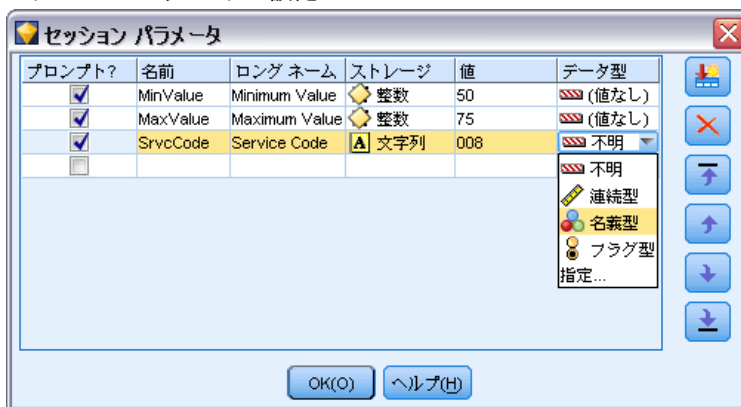 セッション パラメータ
プロンプト? 名前 ロング ネーム ストレージ 値 データ型
MinValue Minimum Value 整数 50 (値なし)
MaxValue Maximum Value 整数 75 (値なし)
SrvcCode Service Code A 文字列 008 不明
不明
連続型
名義型
フラグ型
指定...
OK(O) ヘルプ(H)